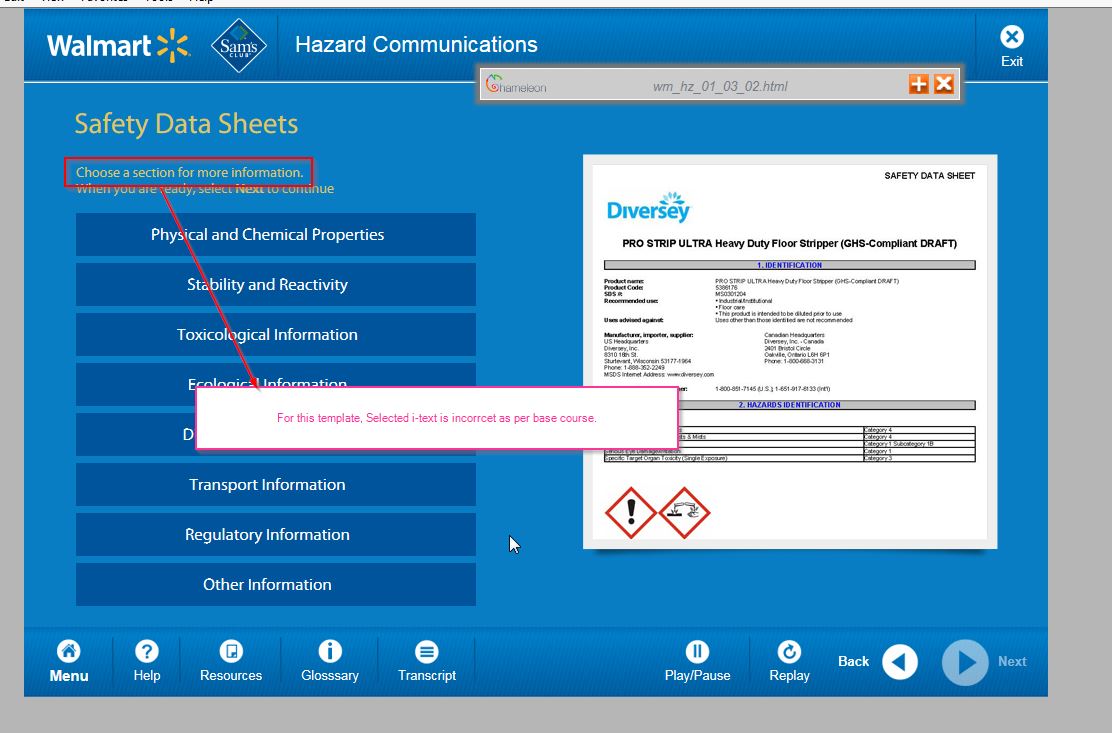 Edit View Favorites Tools Help
Walmart
Sam's
CLUB
Hazard Communications
Exit
Chameleon
wm_hz_01_03_02.html
Safety Data Sheets
Choose a section for more information.
When you are ready, select Next to continue
Physical and Chemical Properties
Stability and Reactivity
Toxicological Information
Ecological Information
D
For this template, Selected i-text is incorrcet as per base course.
Transport Information
Regulatory Information
Other Information
SAFETY DATA SHEET
Diversey
PRO STRIP ULTRA Heavy Duty Floor Stripper (GHS-Compliant DRAFT)
1. IDENTIFICATION
Product name: PRO STRIP ULTRA Heavy Duty Floor Stripper (GHS-Compliant DRAFT)
Product Code: 5386176
SDS #: MS0301204
Recommended use: • Industrial/Institutional
• Floor care
• This product is intended to be diluted prior to use
Uses advised against: Uses other than those identified are not recommended
Manufacturer, importer, supplier:
US Headquarters
Diversey, Inc.
8310 16th St.
Sturtevant, Wisconsin 53177-1964
Phone: 1-888-352-2249
MSDS Internet Address: www.diversey.com
Canadian Headquarters
Diversey, Inc. - Canada
2401 Bristol Circle
Oakville, Ontario L6H 6P1
Phone: 1-800-668-3131
er: 1-800-851-7145 (U.S.); 1-651-917-6133 (Int'l)
2. HAZARDS IDENTIFICATION
Category 4
ts & Mists Category 4
Category 1 Subcategory 1B
Serious Eye Damage/Irritation Category 1
Specific Target Organ Toxicity (Single Exposure) Category 3
Menu
Help
Resources
Glosssary
Transcript
Play/Pause
Replay
Back
Next